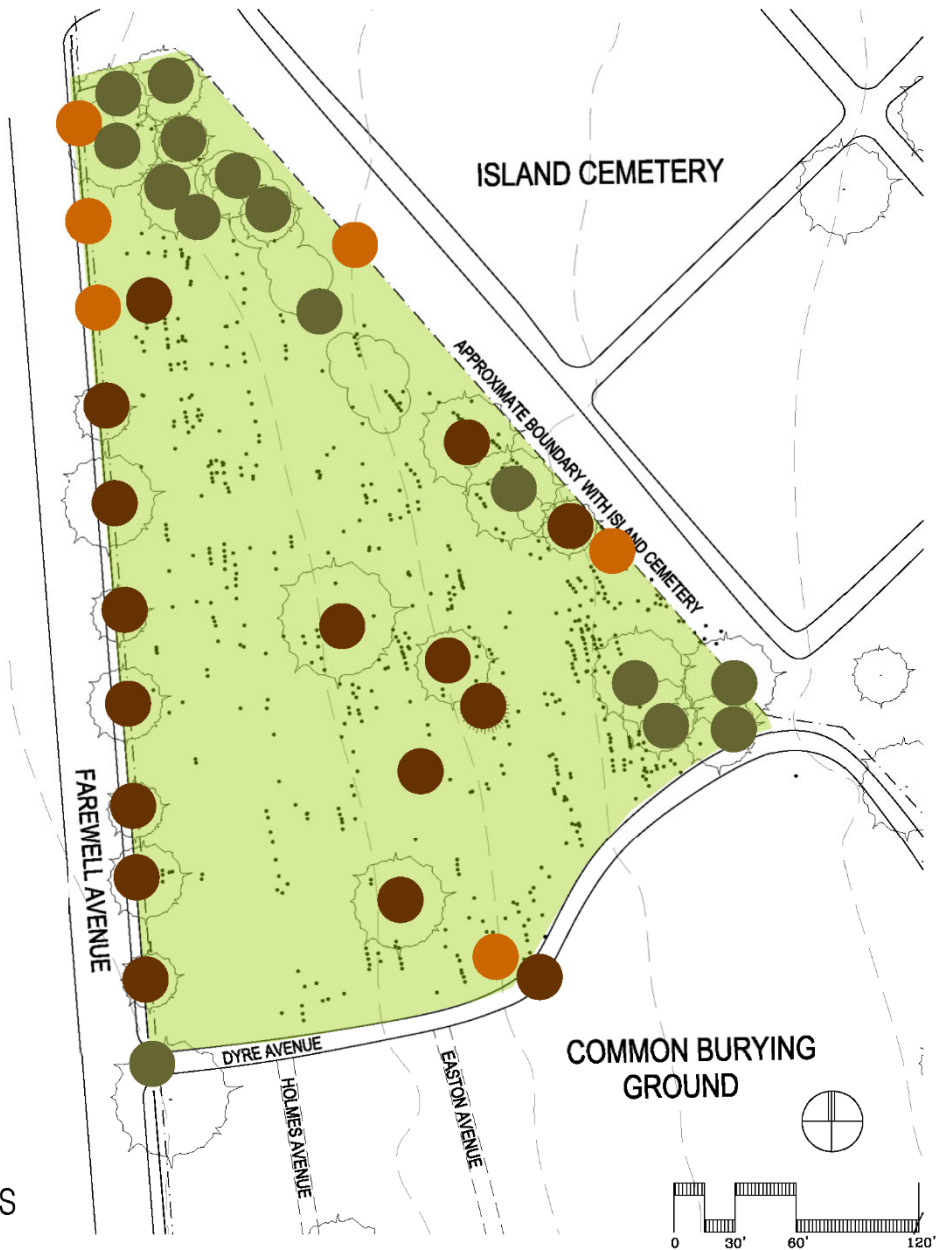 ISLAND CEMETERY
APPROXIMATE BOUNDARY WITH ISLAND CEMETERY
FAREWELL AVENUE
DYRE AVENUE
HOLMES AVENUE
EASTON AVENUE
COMMON BURYING
GROUND
S
0 30' 60' 120'